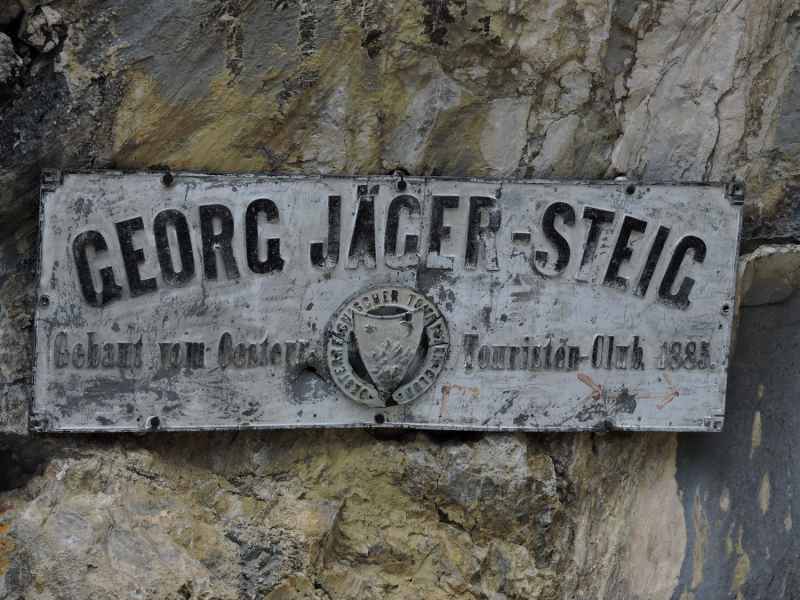 GEORG JÄGER-STEIG
Gebaut vom Oesterr. Touristen-Club 1885.